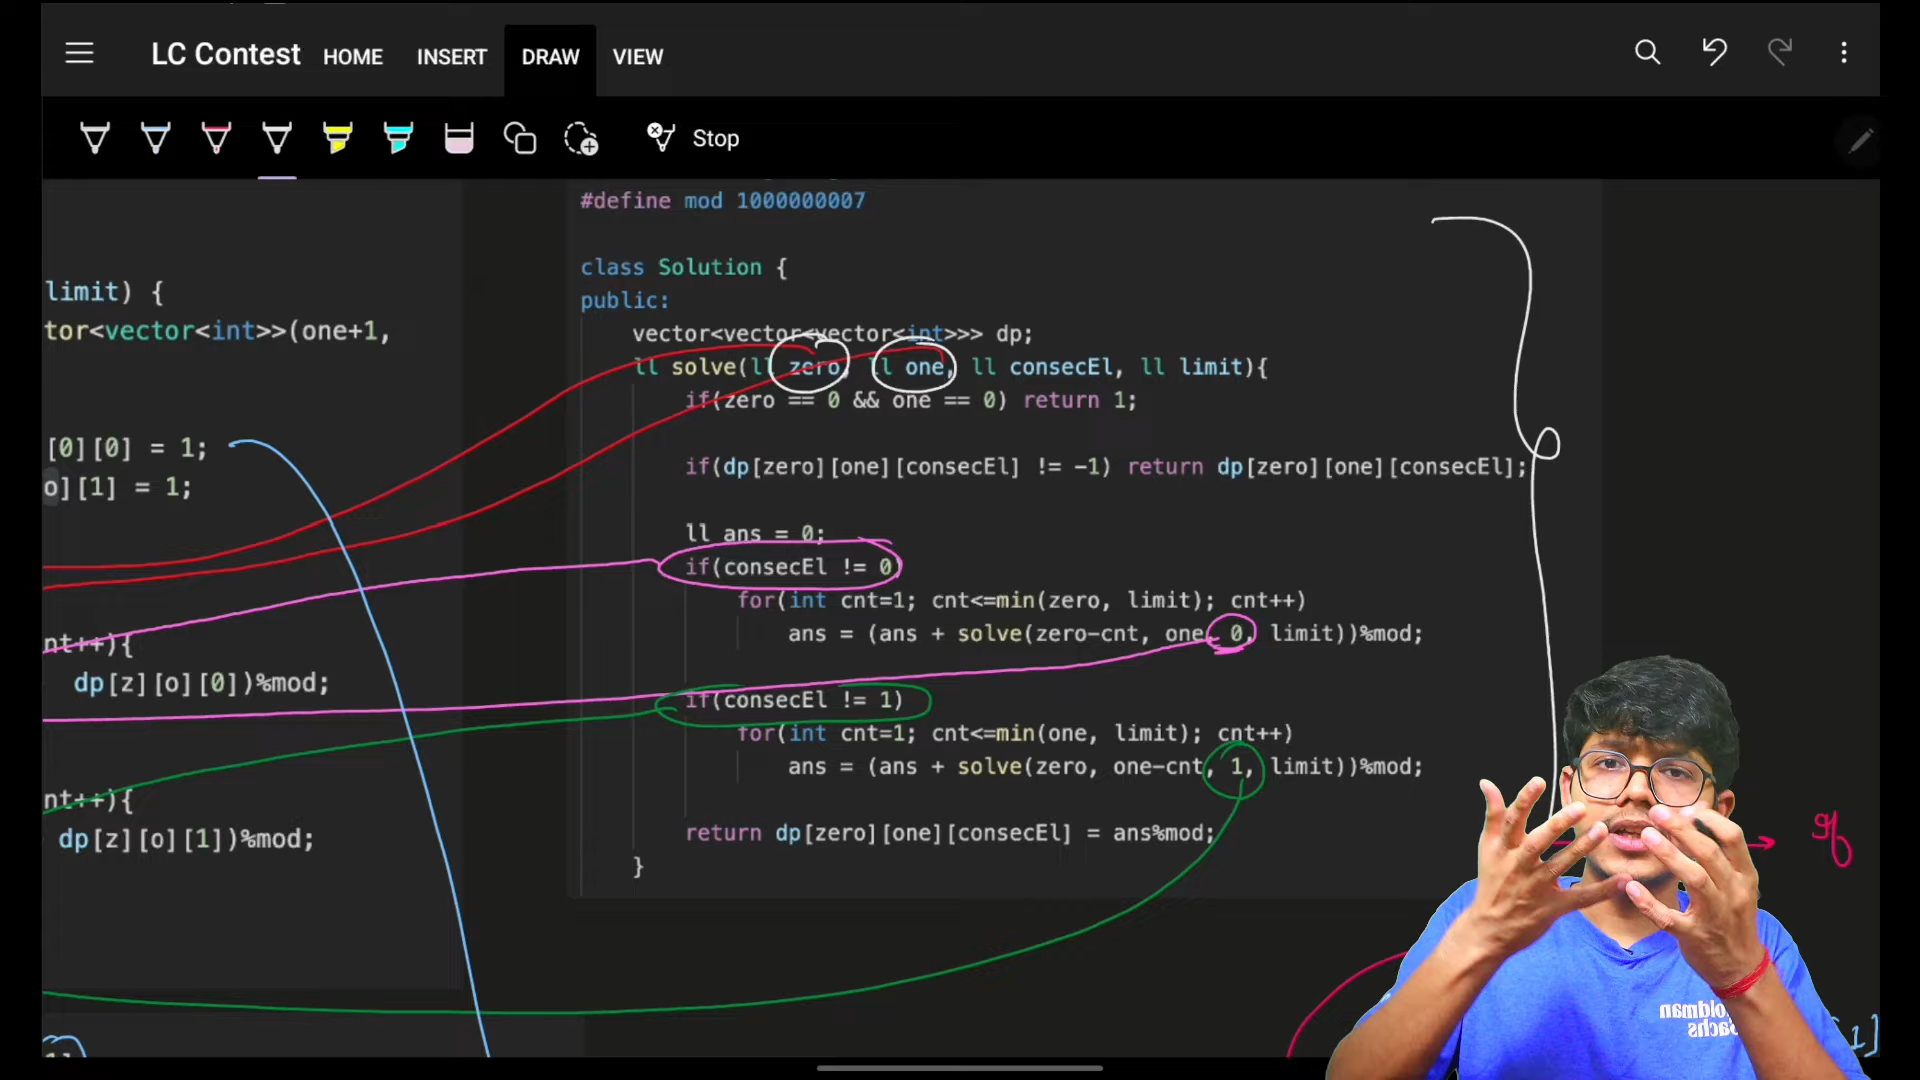 LC Contest HOME INSERT DRAW VIEW
Stop
limit) {
tor<vector<int>>(one+1,
[0][0] = 1;
o][1] = 1;
nt++){
dp[z][o][0])%mod;
nt++){
dp[z][o][1])%mod;
#define mod 1000000007
class Solution {
public:
vector<vector<vector<int>>> dp;
ll solve(ll zero, ll one, ll consecEl, ll limit){
if(zero == 0 && one == 0) return 1;
if(dp[zero][one][consecEl] != -1) return dp[zero][one][consecEl];
ll ans = 0;
if(consecEl != 0)
for(int cnt=1; cnt<=min(zero, limit); cnt++)
ans = (ans + solve(zero-cnt, one, 0, limit))%mod;
if(consecEl != 1)
for(int cnt=1; cnt<=min(one, limit); cnt++)
ans = (ans + solve(zero, one-cnt, 1, limit))%mod;
return dp[zero][one][consecEl] = ans%mod;
}
Goldman
Sachs
1]